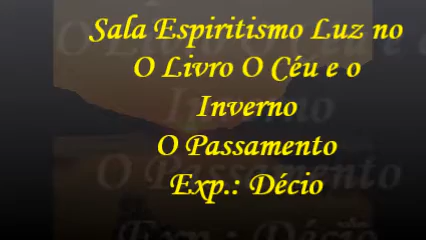 Sala Espiritismo Luz no
O Livro O Céu e o
Inverno
O Passamento
Exp.: Décio